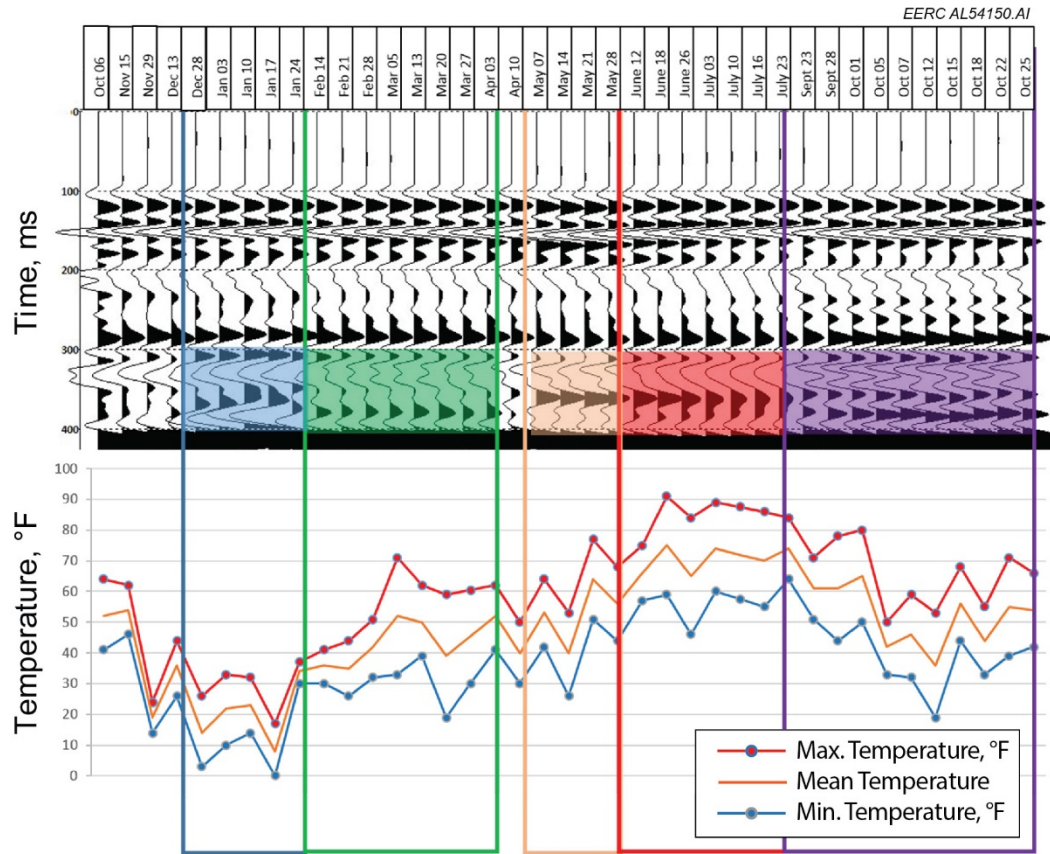 EERC AL54150.AI
Oct 06
Nov 15
Nov 29
Dec 13
Dec 28
Jan 03
Jan 10
Jan 17
Jan 24
Feb 14
Feb 21
Feb 28
Mar 05
Mar 13
Mar 20
Mar 27
Apr 03
Apr 10
May 07
May 14
May 21
May 28
June 12
June 18
June 26
July 03
July 10
July 16
July 23
Sept 23
Sept 28
Oct 01
Oct 05
Oct 07
Oct 12
Oct 15
Oct 18
Oct 22
Oct 25
Time, ms
0
100
200
300
400
Temperature, °F
100
90
80
70
60
50
40
30
20
10
0
Max. Temperature, °F
Mean Temperature
Min. Temperature, °F